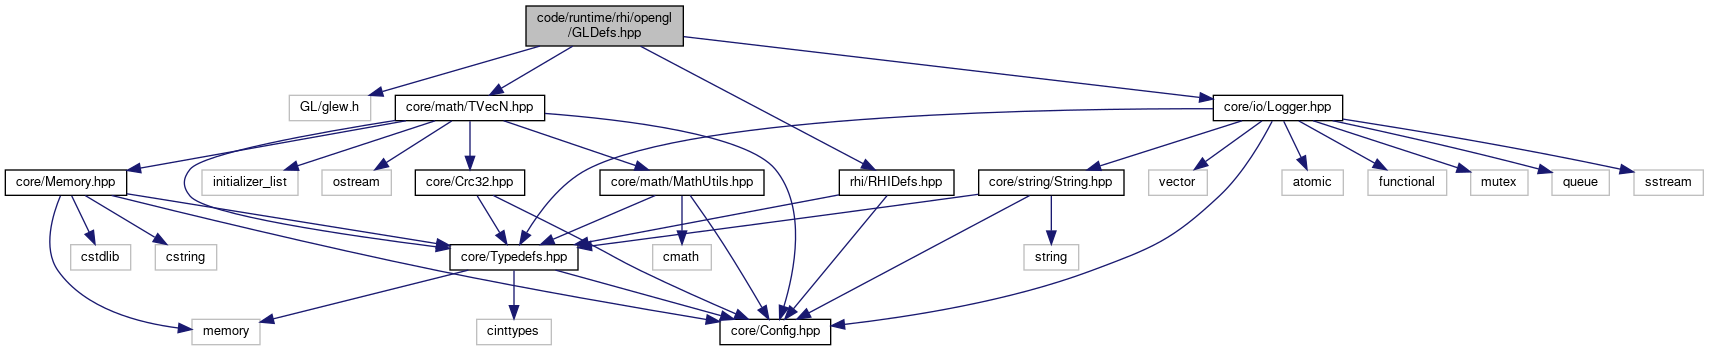 code/runtime/rhi/opengl
/GLDefs.hpp
GL/glew.h
core/math/TVecN.hpp
core/io/Logger.hpp
core/Memory.hpp
initializer_list
ostream
core/Crc32.hpp
core/math/MathUtils.hpp
rhi/RHIDefs.hpp
core/string/String.hpp
vector
atomic
functional
mutex
queue
sstream
cstdlib
cstring
core/Typedefs.hpp
cmath
string
memory
cinttypes
core/Config.hpp